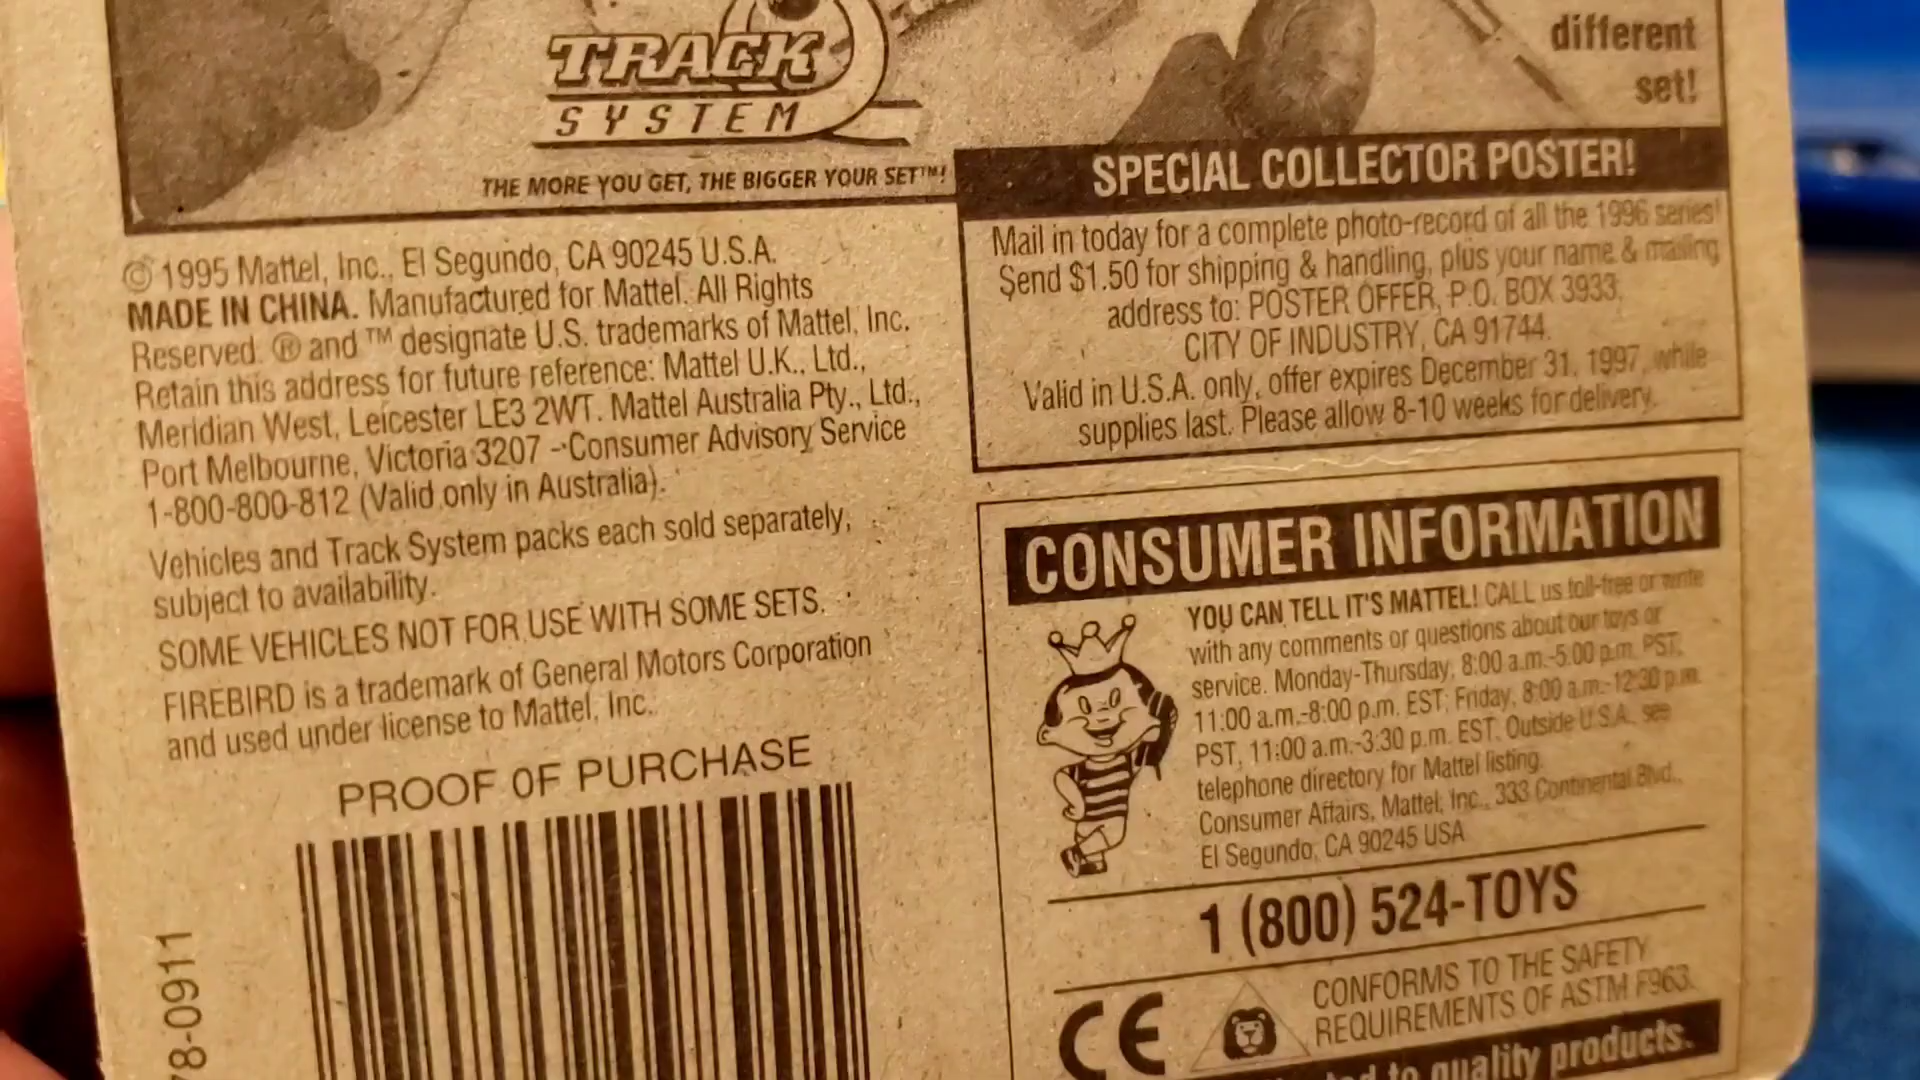 TRACK
SYSTEM
THE MORE YOU GET, THE BIGGER YOUR SET™!
different
set!
© 1995 Mattel, Inc., El Segundo, CA 90245 U.S.A.
MADE IN CHINA. Manufactured for Mattel. All Rights
Reserved. ® and ™ designate U.S. trademarks of Mattel, Inc.
Retain this address for future reference: Mattel U.K., Ltd.,
Meridian West, Leicester LE3 2WT. Mattel Australia Pty., Ltd.,
Port Melbourne, Victoria 3207 - Consumer Advisory Service
1-800-800-812 (Valid only in Australia).
Vehicles and Track System packs each sold separately,
subject to availability.
SOME VEHICLES NOT FOR USE WITH SOME SETS.
FIREBIRD is a trademark of General Motors Corporation
and used under license to Mattel, Inc.
PROOF OF PURCHASE
78-0911
SPECIAL COLLECTOR POSTER!
Mail in today for a complete photo-record of all the 1996 series!
Send $1.50 for shipping & handling, plus your name & mailing
address to: POSTER OFFER, P.O. BOX 3933,
CITY OF INDUSTRY, CA 91744.
Valid in U.S.A. only, offer expires December 31, 1997, while
supplies last. Please allow 8-10 weeks for delivery.
CONSUMER INFORMATION
YOU CAN TELL IT'S MATTEL! CALL us toll-free or write
with any comments or questions about our toys or
service. Monday-Thursday, 8:00 a.m.-5:00 p.m. PST,
11:00 a.m.-8:00 p.m. EST; Friday, 8:00 a.m.-12:30 p.m.
PST, 11:00 a.m.-3:30 p.m. EST. Outside U.S.A., see
telephone directory for Mattel listing.
Consumer Affairs, Mattel, Inc., 333 Continental Blvd.,
El Segundo, CA 90245 USA
1 (800) 524-TOYS
CE
CONFORMS TO THE SAFETY
REQUIREMENTS OF ASTM F963.
to quality products.